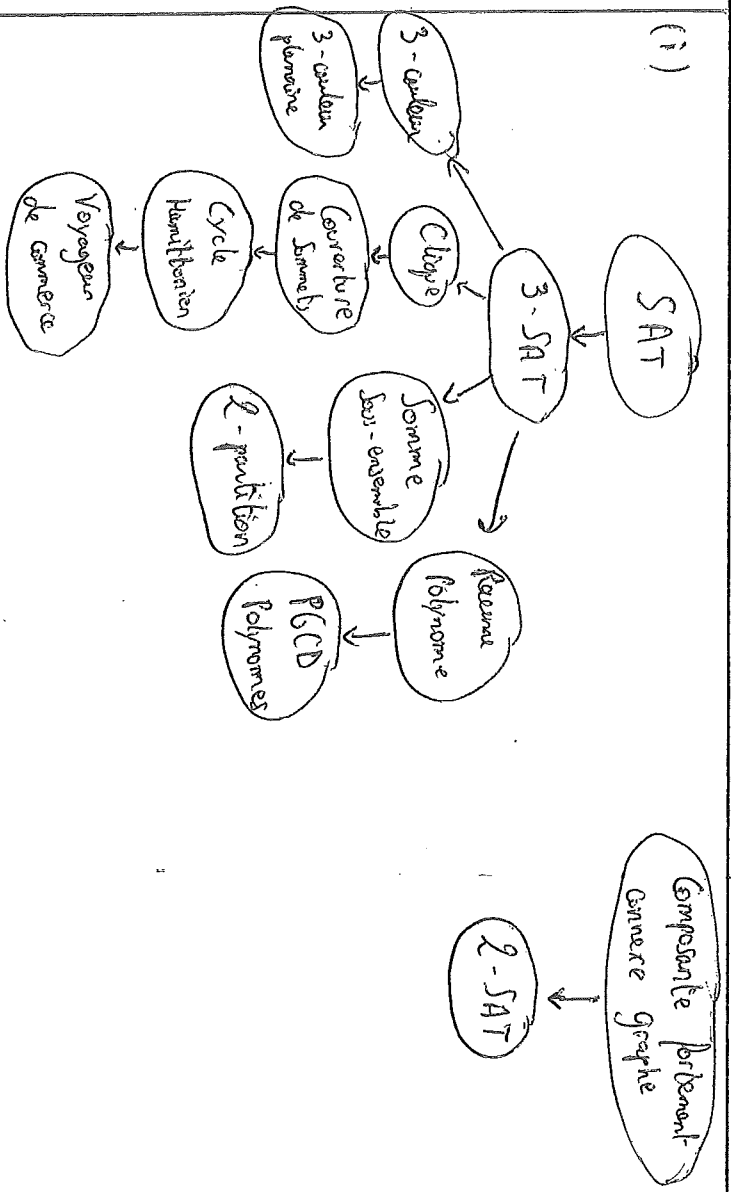 (i)
SAT
3-SAT
3-couleur
3-couleur
planaire
Clique
Couverture
de Sommets
Cycle
Hamiltonien
Voyageur
de Commerce
Somme
Sous-ensemble
2-partition
Racine
Polynome
PGCD
Polynomes
Composante fortement-
connexe graphe
2-SAT